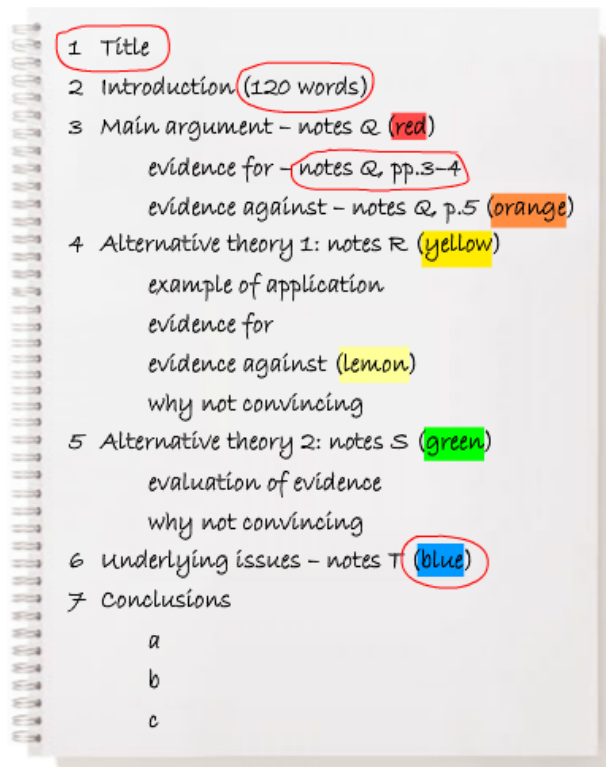 1 Title
2 Introduction (120 words)
3 Main argument – notes Q (red)
evidence for – notes Q, pp.3–4
evidence against – notes Q, p.5 (orange)
4 Alternative theory 1: notes R (yellow)
example of application
evidence for
evidence against (lemon)
why not convincing
5 Alternative theory 2: notes S (green)
evaluation of evidence
why not convincing
6 Underlying issues – notes T (blue)
7 Conclusions
a
b
c